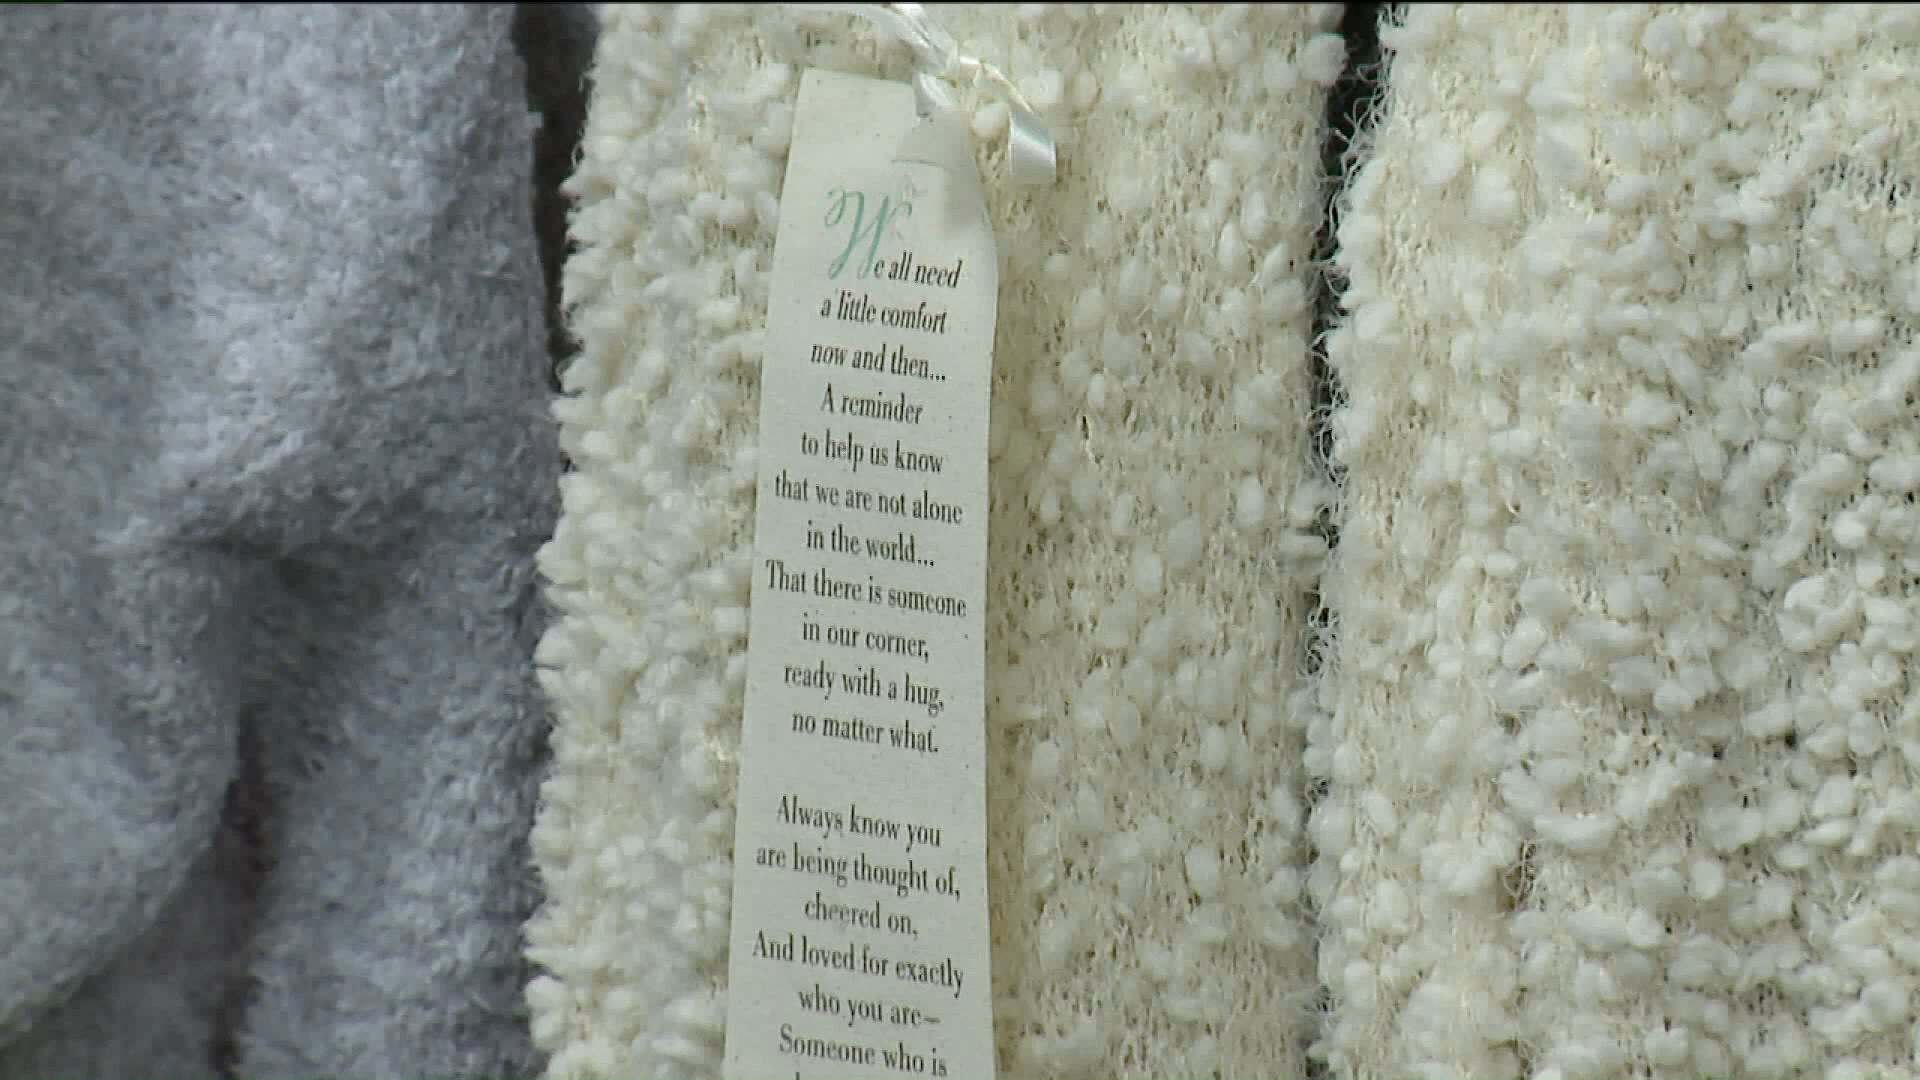 We all need
a little comfort
now and then...
A reminder
to help us know
that we are not alone
in the world...
That there is someone
in our corner,
ready with a hug,
no matter what.
Always know you
are being thought of,
cheered on,
And loved for exactly
who you are–
Someone who is